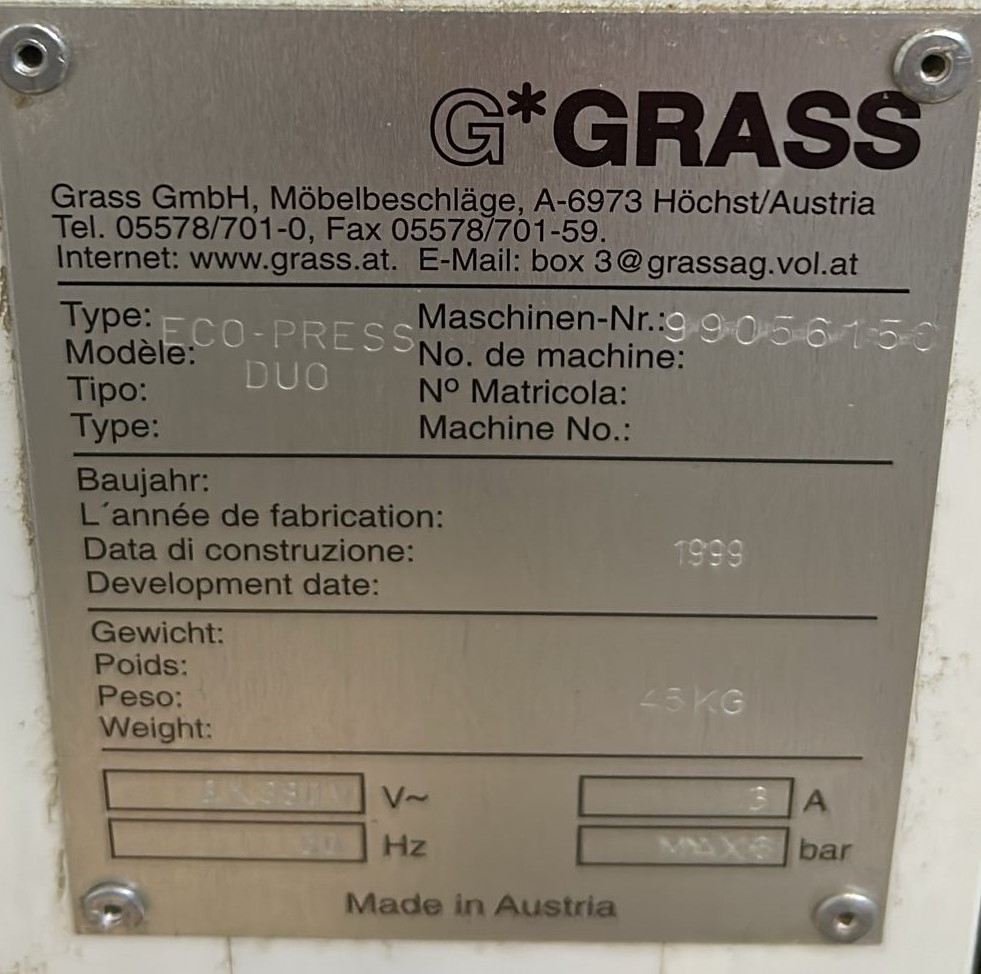 G*GRASS
Grass GmbH, Möbelbeschläge, A-6973 Höchst/Austria
Tel. 05578/701-0, Fax 05578/701-59.
Internet: www.grass.at. E-Mail: box 3@grassag.vol.at
Type: ECO-PRESS Maschinen-Nr.: 99056150
Modèle: DUO No. de machine:
Tipo: Nº Matricola:
Type: Machine No.:
Baujahr:
L´année de fabrication:
Data di construzione: 1999
Development date:
Gewicht:
Poids:
Peso: 45KG
Weight:
V~ 3 A
Hz MAX6 bar
Made in Austria